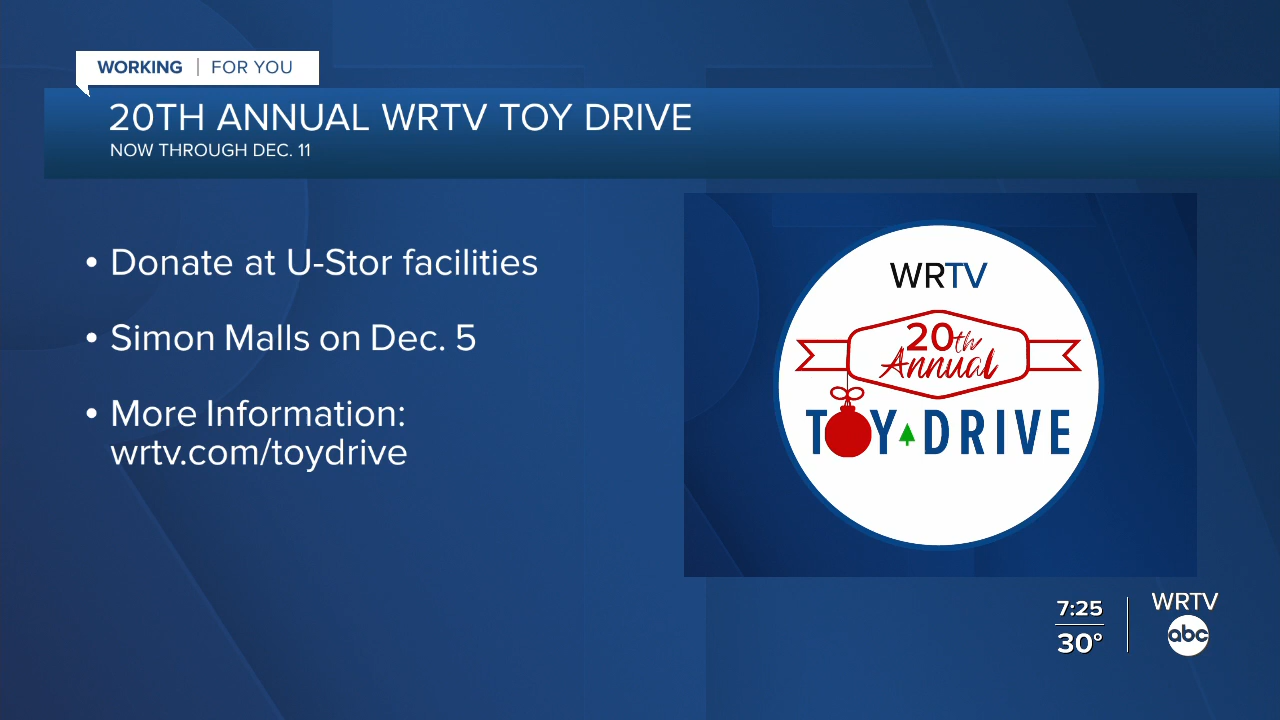 WORKING | FOR YOU
20TH ANNUAL WRTV TOY DRIVE
NOW THROUGH DEC. 11
• Donate at U-Stor facilities
• Simon Malls on Dec. 5
• More Information:
wrtv.com/toydrive
WRTV
20th
Annual
TOY DRIVE
7:25
30°
WRTV
abc